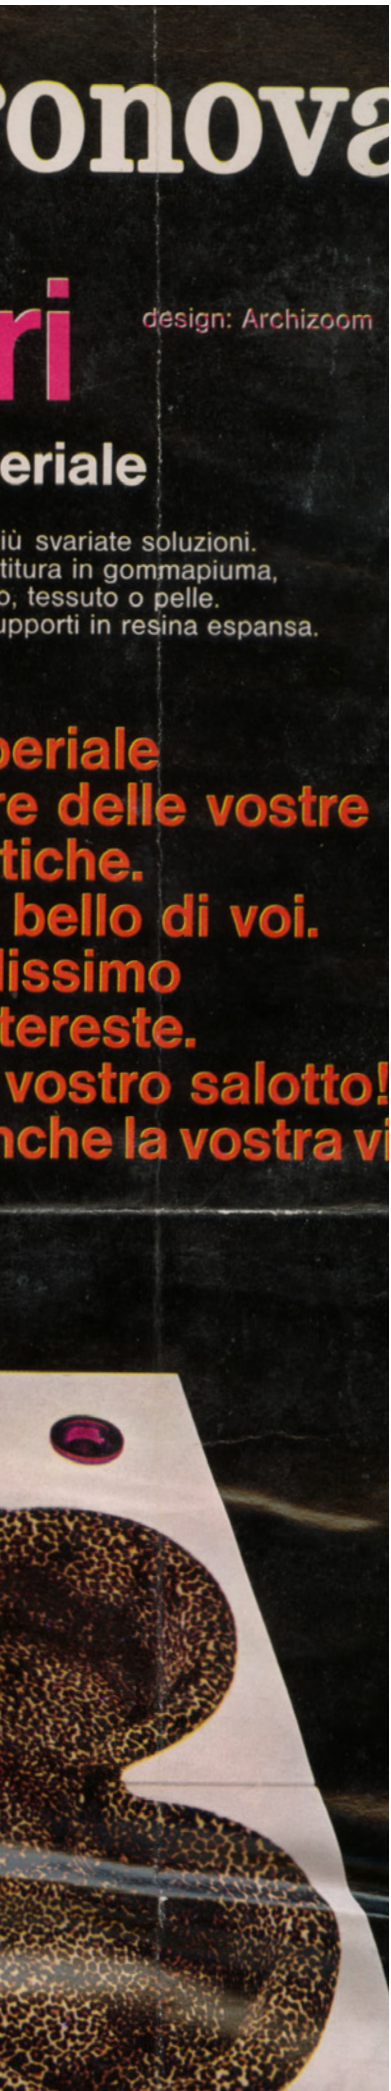 ronova
ri
design: Archizoom
eriale
iù svariate soluzioni.
titura in gommapiuma,
o, tessuto o pelle.
upporti in resina espansa.
periale
re delle vostre
tiche.
bello di voi.
lissimo
tereste.
vostro salotto!
nche la vostra vi